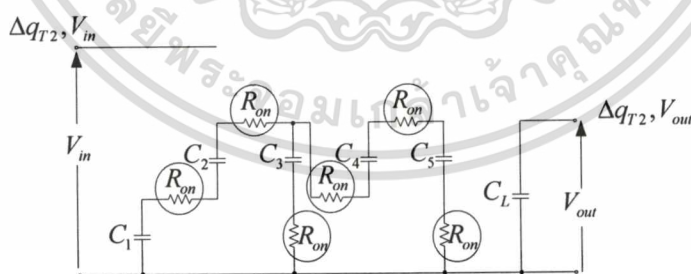 Δq_{T2}, V_{in}
R_{on}
R_{on}
Δq_{T2}, V_{out}
V_{in}
C_2
C_3
C_4
C_5
R_{on}
R_{on}
C_L
V_{out}
C_1
R_{on}
R_{on}